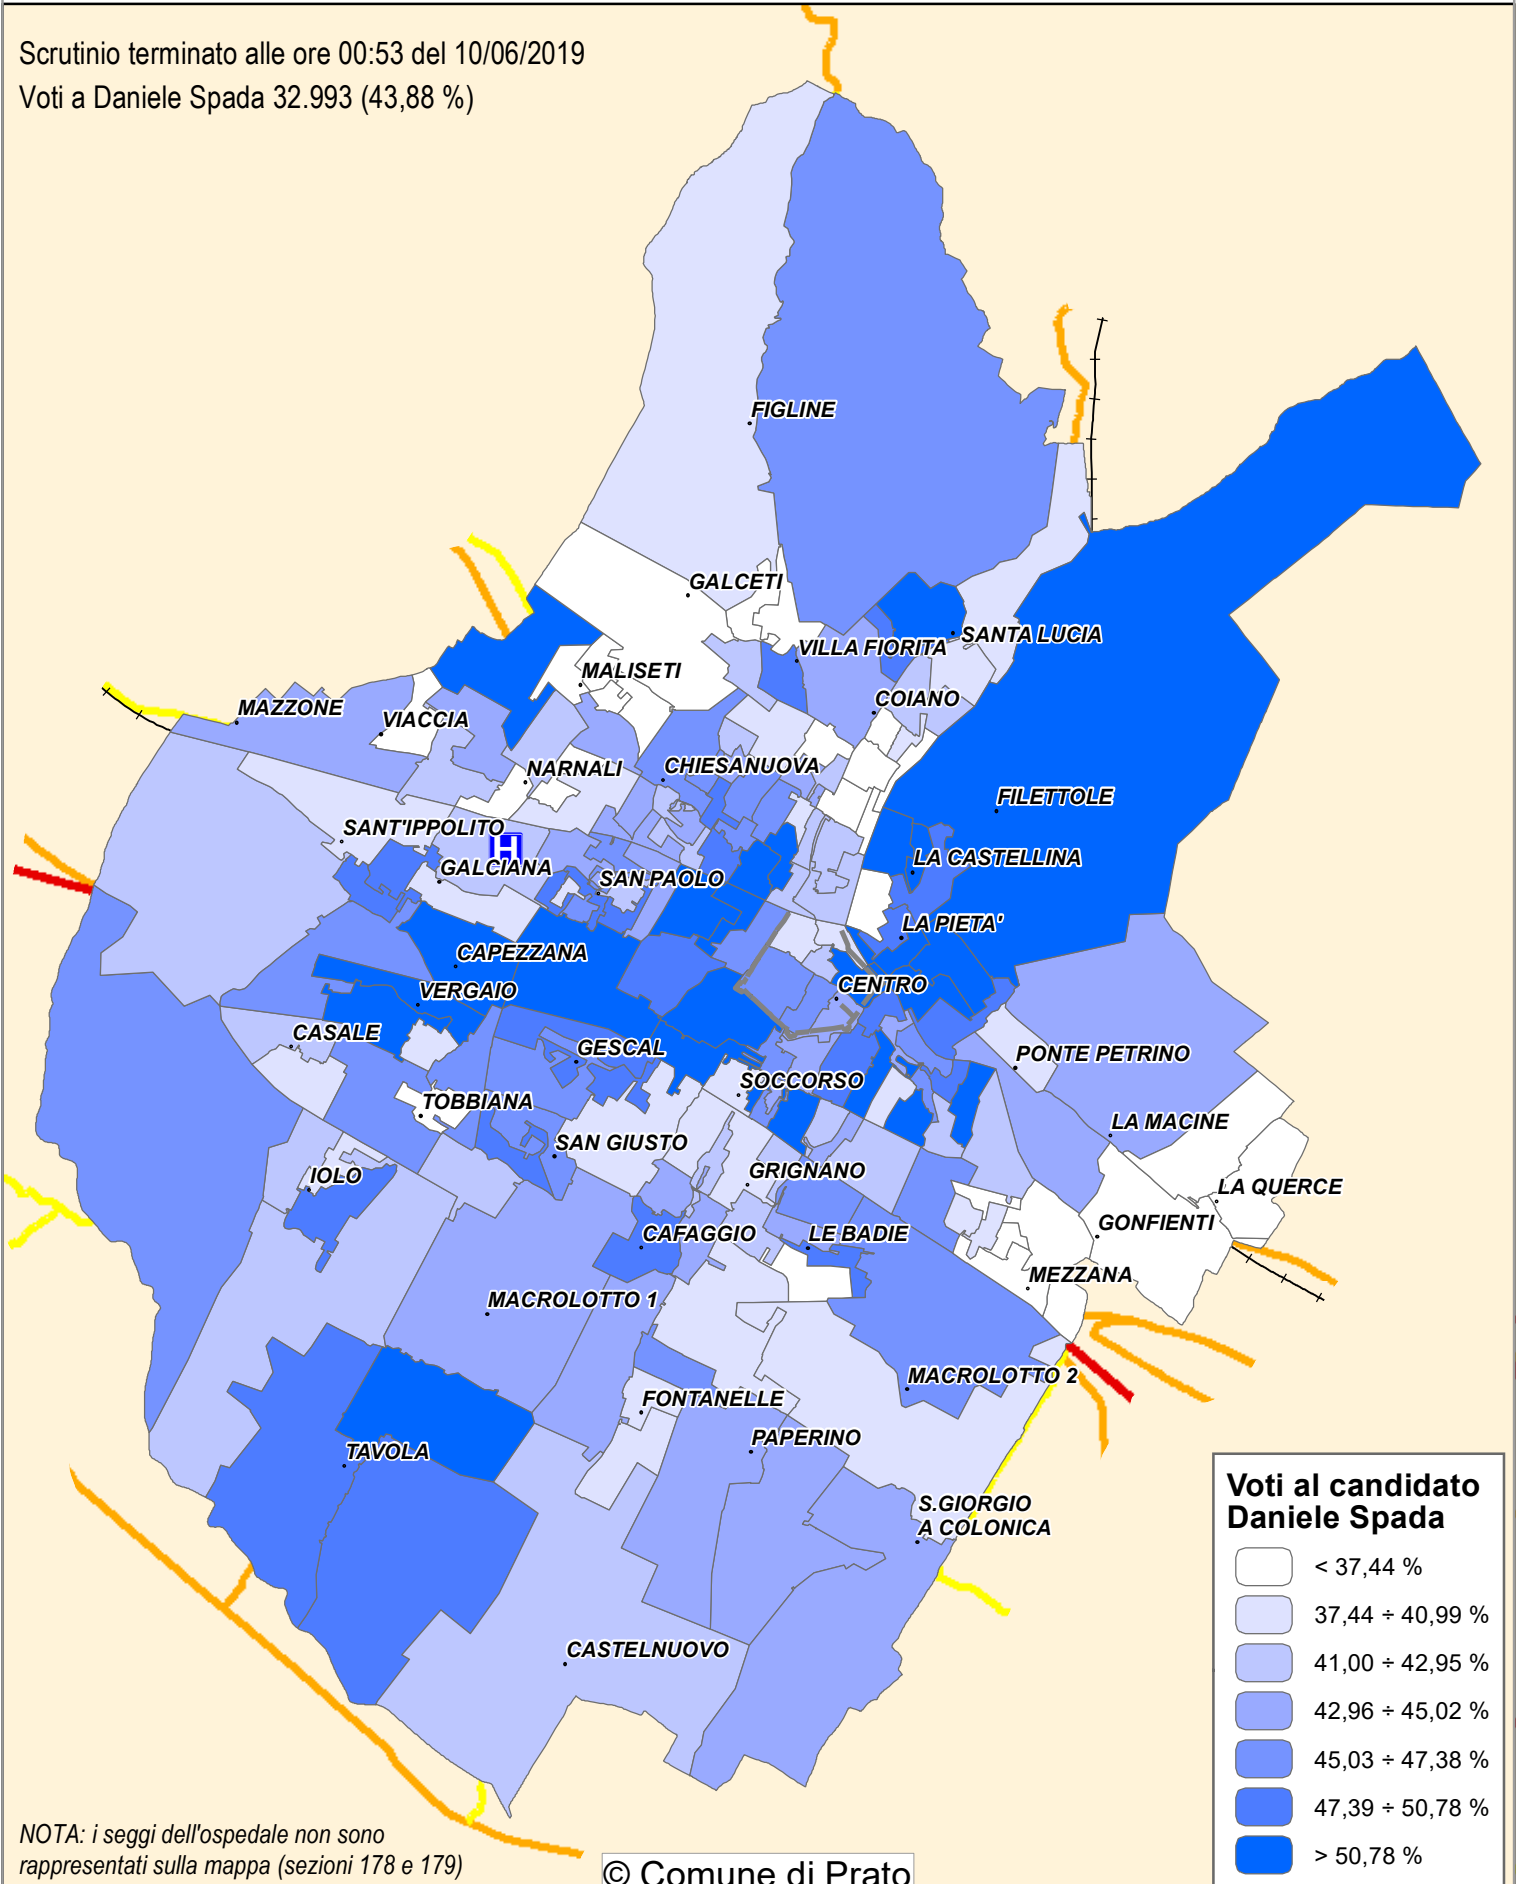 Scrutinio terminato alle ore 00:53 del 10/06/2019
Voti a Daniele Spada 32.993 (43,88 %)
FIGLINE
GALCETI
SANTA LUCIA
VILLA FIORITA
MALISETI
COIANO
MAZZONE
VIACCIA
NARNALI
CHIESANUOVA
FILETTOLE
SANT'IPPOLITO
H
LA CASTELLINA
GALCIANA
SAN PAOLO
LA PIETA'
CAPEZZANA
CENTRO
VERGAIO
CASALE
GESCAL
PONTE PETRINO
SOCCORSO
TOBBIANA
LA MACINE
SAN GIUSTO
GRIGNANO
IOLO
LA QUERCE
GONFIENTI
CAFAGGIO
LE BADIE
MEZZANA
MACROLOTTO 1
MACROLOTTO 2
FONTANELLE
PAPERINO
TAVOLA
S.GIORGIO
A COLONICA
CASTELNUOVO
Voti al candidato
Daniele Spada
< 37,44 %
37,44 ÷ 40,99 %
41,00 ÷ 42,95 %
42,96 ÷ 45,02 %
45,03 ÷ 47,38 %
47,39 ÷ 50,78 %
> 50,78 %
NOTA: i seggi dell'ospedale non sono
rappresentati sulla mappa (sezioni 178 e 179)
© Comune di Prato